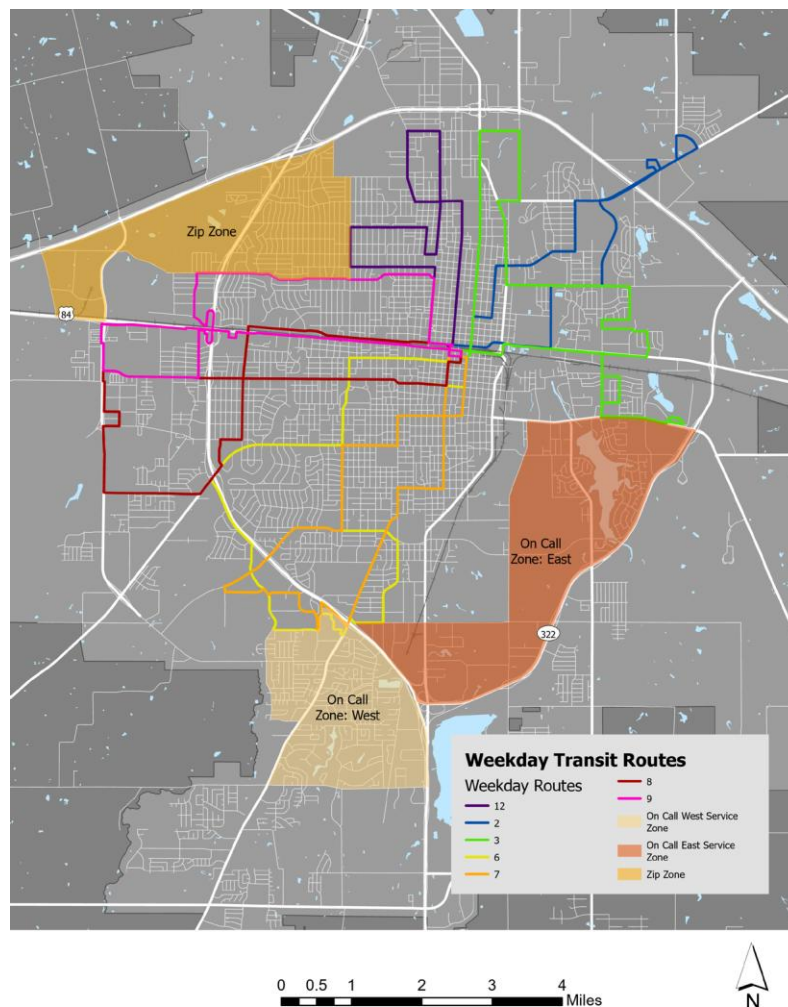 Zip Zone
84
On Call
Zone: East
322
On Call
Zone: West
Weekday Transit Routes
Weekday Routes
12
2
3
6
7
8
9
On Call West Service
Zone
On Call East Service
Zone
Zip Zone
0 0.5 1 2 3 4
Miles
N